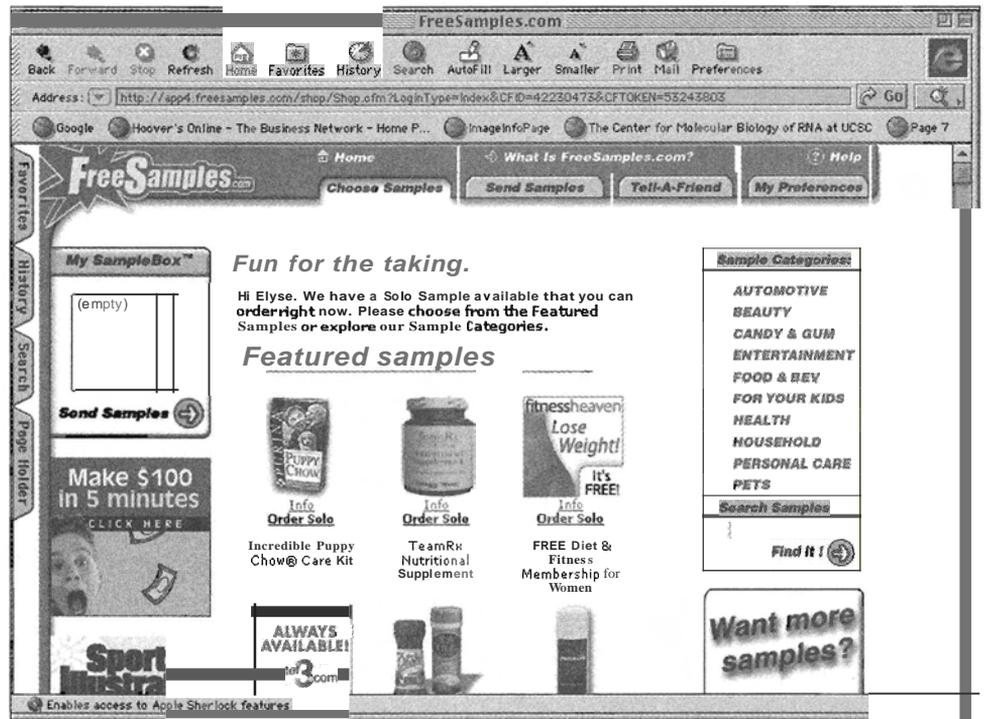 FreeSamples.com
Back Forward Stop Refresh Home Favorites History Search AutoFill Larger Smaller Print Mail Preferences
Address: http://app4.freesamples.com/shop/Shop.cfm?LoginType=Index&CFID=42230473&CFTOKEN=53243803 Go
Google Hoover's Online - The Business Network - Home P... ImageInfoPage The Center for Molecular Biology of RNA at UCSC Page 7
Favorites
History
Search
Page Holder
FreeSamples.com
Home What Is FreeSamples.com? Help
Choose Samples Send Samples Tell-A-Friend My Preferences
My SampleBox™
(empty)
Send Samples
Make $100
in 5 minutes
CLICK HERE
Sport
Illustra
Fun for the taking.
Hi Elyse. We have a Solo Sample available that you can
order right now. Please choose from the Featured
Samples or explore our Sample Categories.
Featured samples
PURINA
PUPPY
CHOW
Info
Order Solo
Incredible Puppy
Chow® Care Kit
TeamRx
Info
Order Solo
TeamRx
Nutritional
Supplement
fitnessheaven
Lose
Weight!
It's
FREE!
Info
Order Solo
FREE Diet &
Fitness
Membership for
Women
ALWAYS
AVAILABLE!
3.com
Sample Categories:
AUTOMOTIVE
BEAUTY
CANDY & GUM
ENTERTAINMENT
FOOD & BEV
FOR YOUR KIDS
HEALTH
HOUSEHOLD
PERSONAL CARE
PETS
Search Samples
Find It!
Want more
samples?
Enables access to Apple Sherlock features